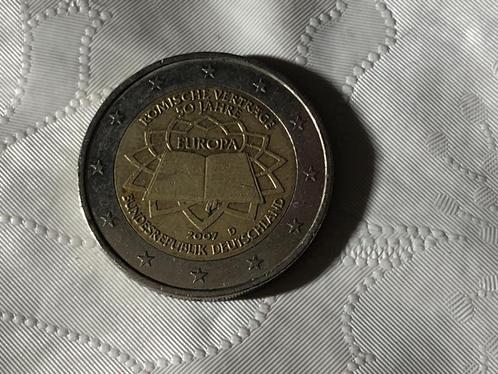 RÖMISCHE VERTRÄGE
50 JAHRE
EUROPA
2007 D
BUNDESREPUBLIK DEUTSCHLAND